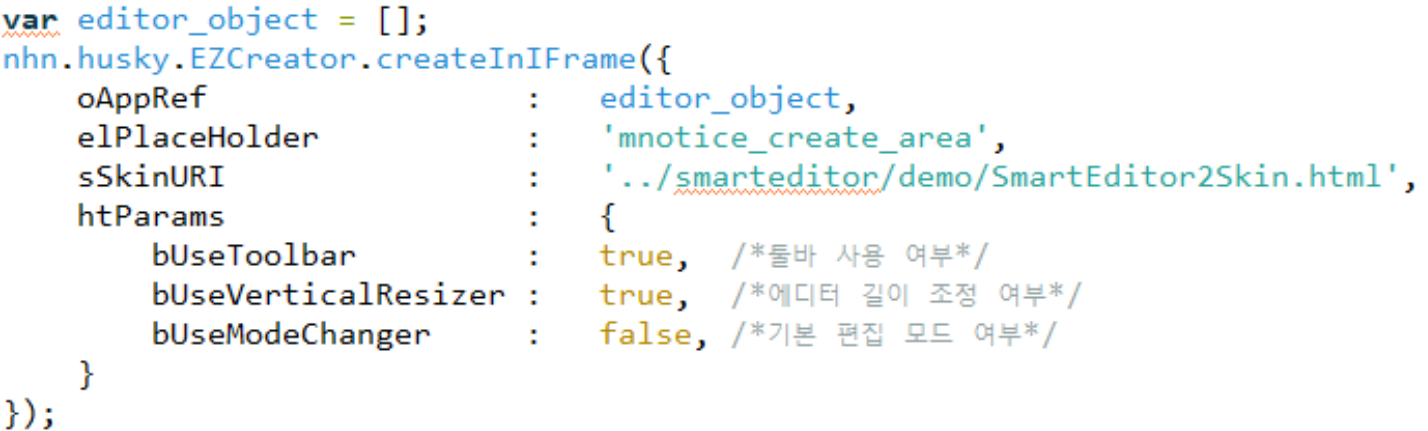 var editor_object = [];
nhn.husky.EZCreator.createInIFrame({
    oAppRef                 :    editor_object,
    elPlaceHolder           :    'mnotice_create_area',
    sSkinURI                :    '../smarteditor/demo/SmartEditor2Skin.html',
    htParams                :    {
        bUseToolbar         :    true,  /*툴바 사용 여부*/
        bUseVerticalResizer :    true,  /*에디터 길이 조정 여부*/
        bUseModeChanger     :    false, /*기본 편집 모드 여부*/
    }
});